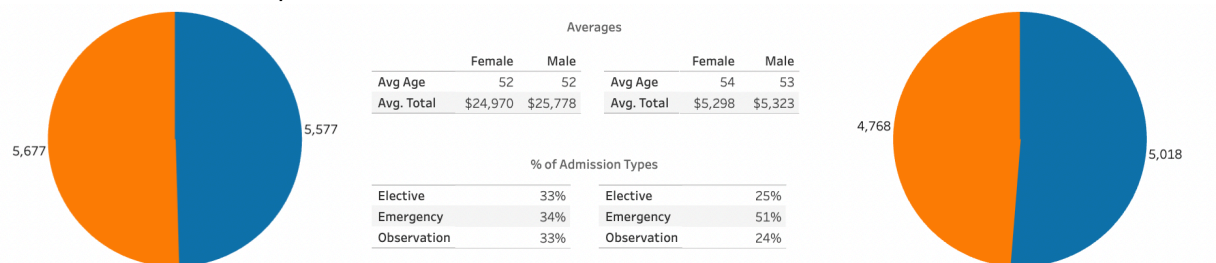 Averages
Female Male Female Male
Avg Age 52 52 Avg Age 54 53
Avg. Total $24,970 $25,778 Avg. Total $5,298 $5,323
5,577
4,768
5,677
5,018
% of Admission Types
Elective 33% Elective 25%
Emergency 34% Emergency 51%
Observation 33% Observation 24%